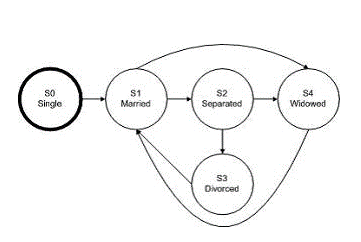 S0
Single
S1
Married
S2
Separated
S4
Widowed
S3
Divorced